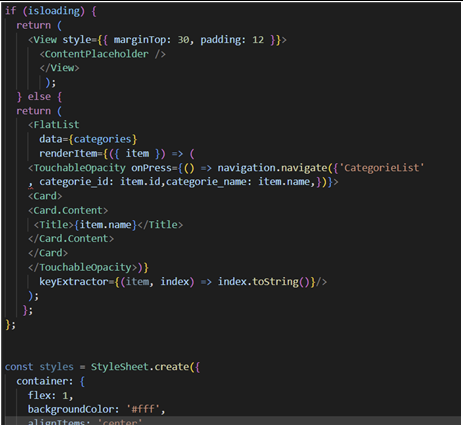 if (isloading) {
return (
<View style={{ marginTop: 30, padding: 12 }}>
<ContentPlaceholder />
</View>
);
} else {
return (
<FlatList
data={categories}
renderItem={({ item }) => (
<TouchableOpacity onPress={() => navigation.navigate({'CategorieList'
, categorie_id: item.id,categorie_name: item.name,})}>
<Card>
<Card.Content>
<Title>{item.name}</Title>
</Card.Content>
</Card>
</TouchableOpacity>)}
keyExtractor={(item, index) => index.toString()}/>
);
};
};
const styles = StyleSheet.create({
container: {
flex: 1,
backgroundColor: '#fff',
alignItems: 'center'